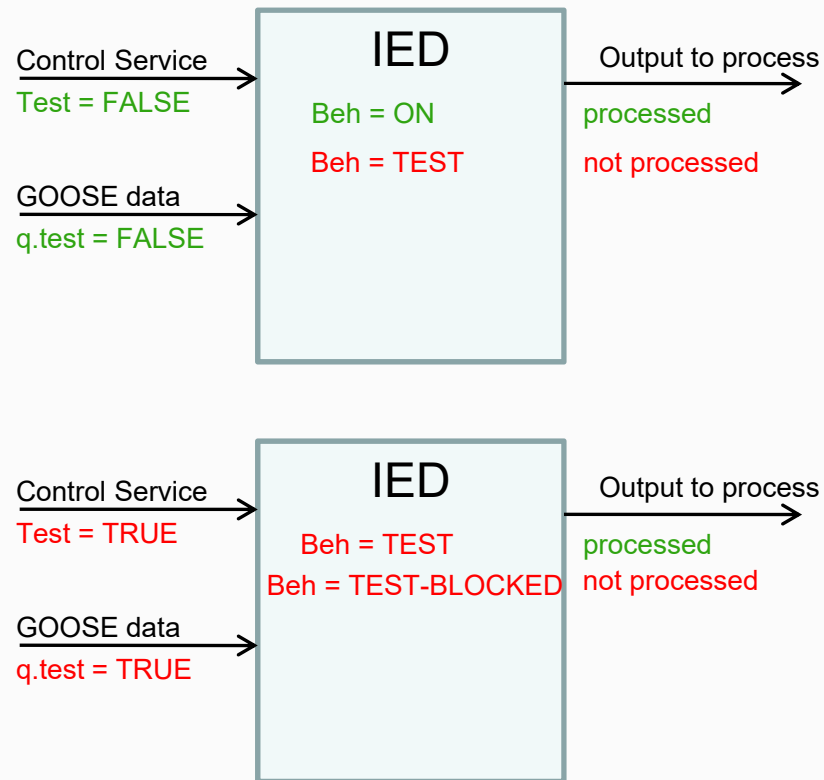 IED
Control Service
Output to process
Test = FALSE
Beh = ON
processed
Beh = TEST
not processed
GOOSE data
q.test = FALSE
IED
Control Service
Output to process
Test = TRUE
Beh = TEST
processed
Beh = TEST-BLOCKED
not processed
GOOSE data
q.test = TRUE